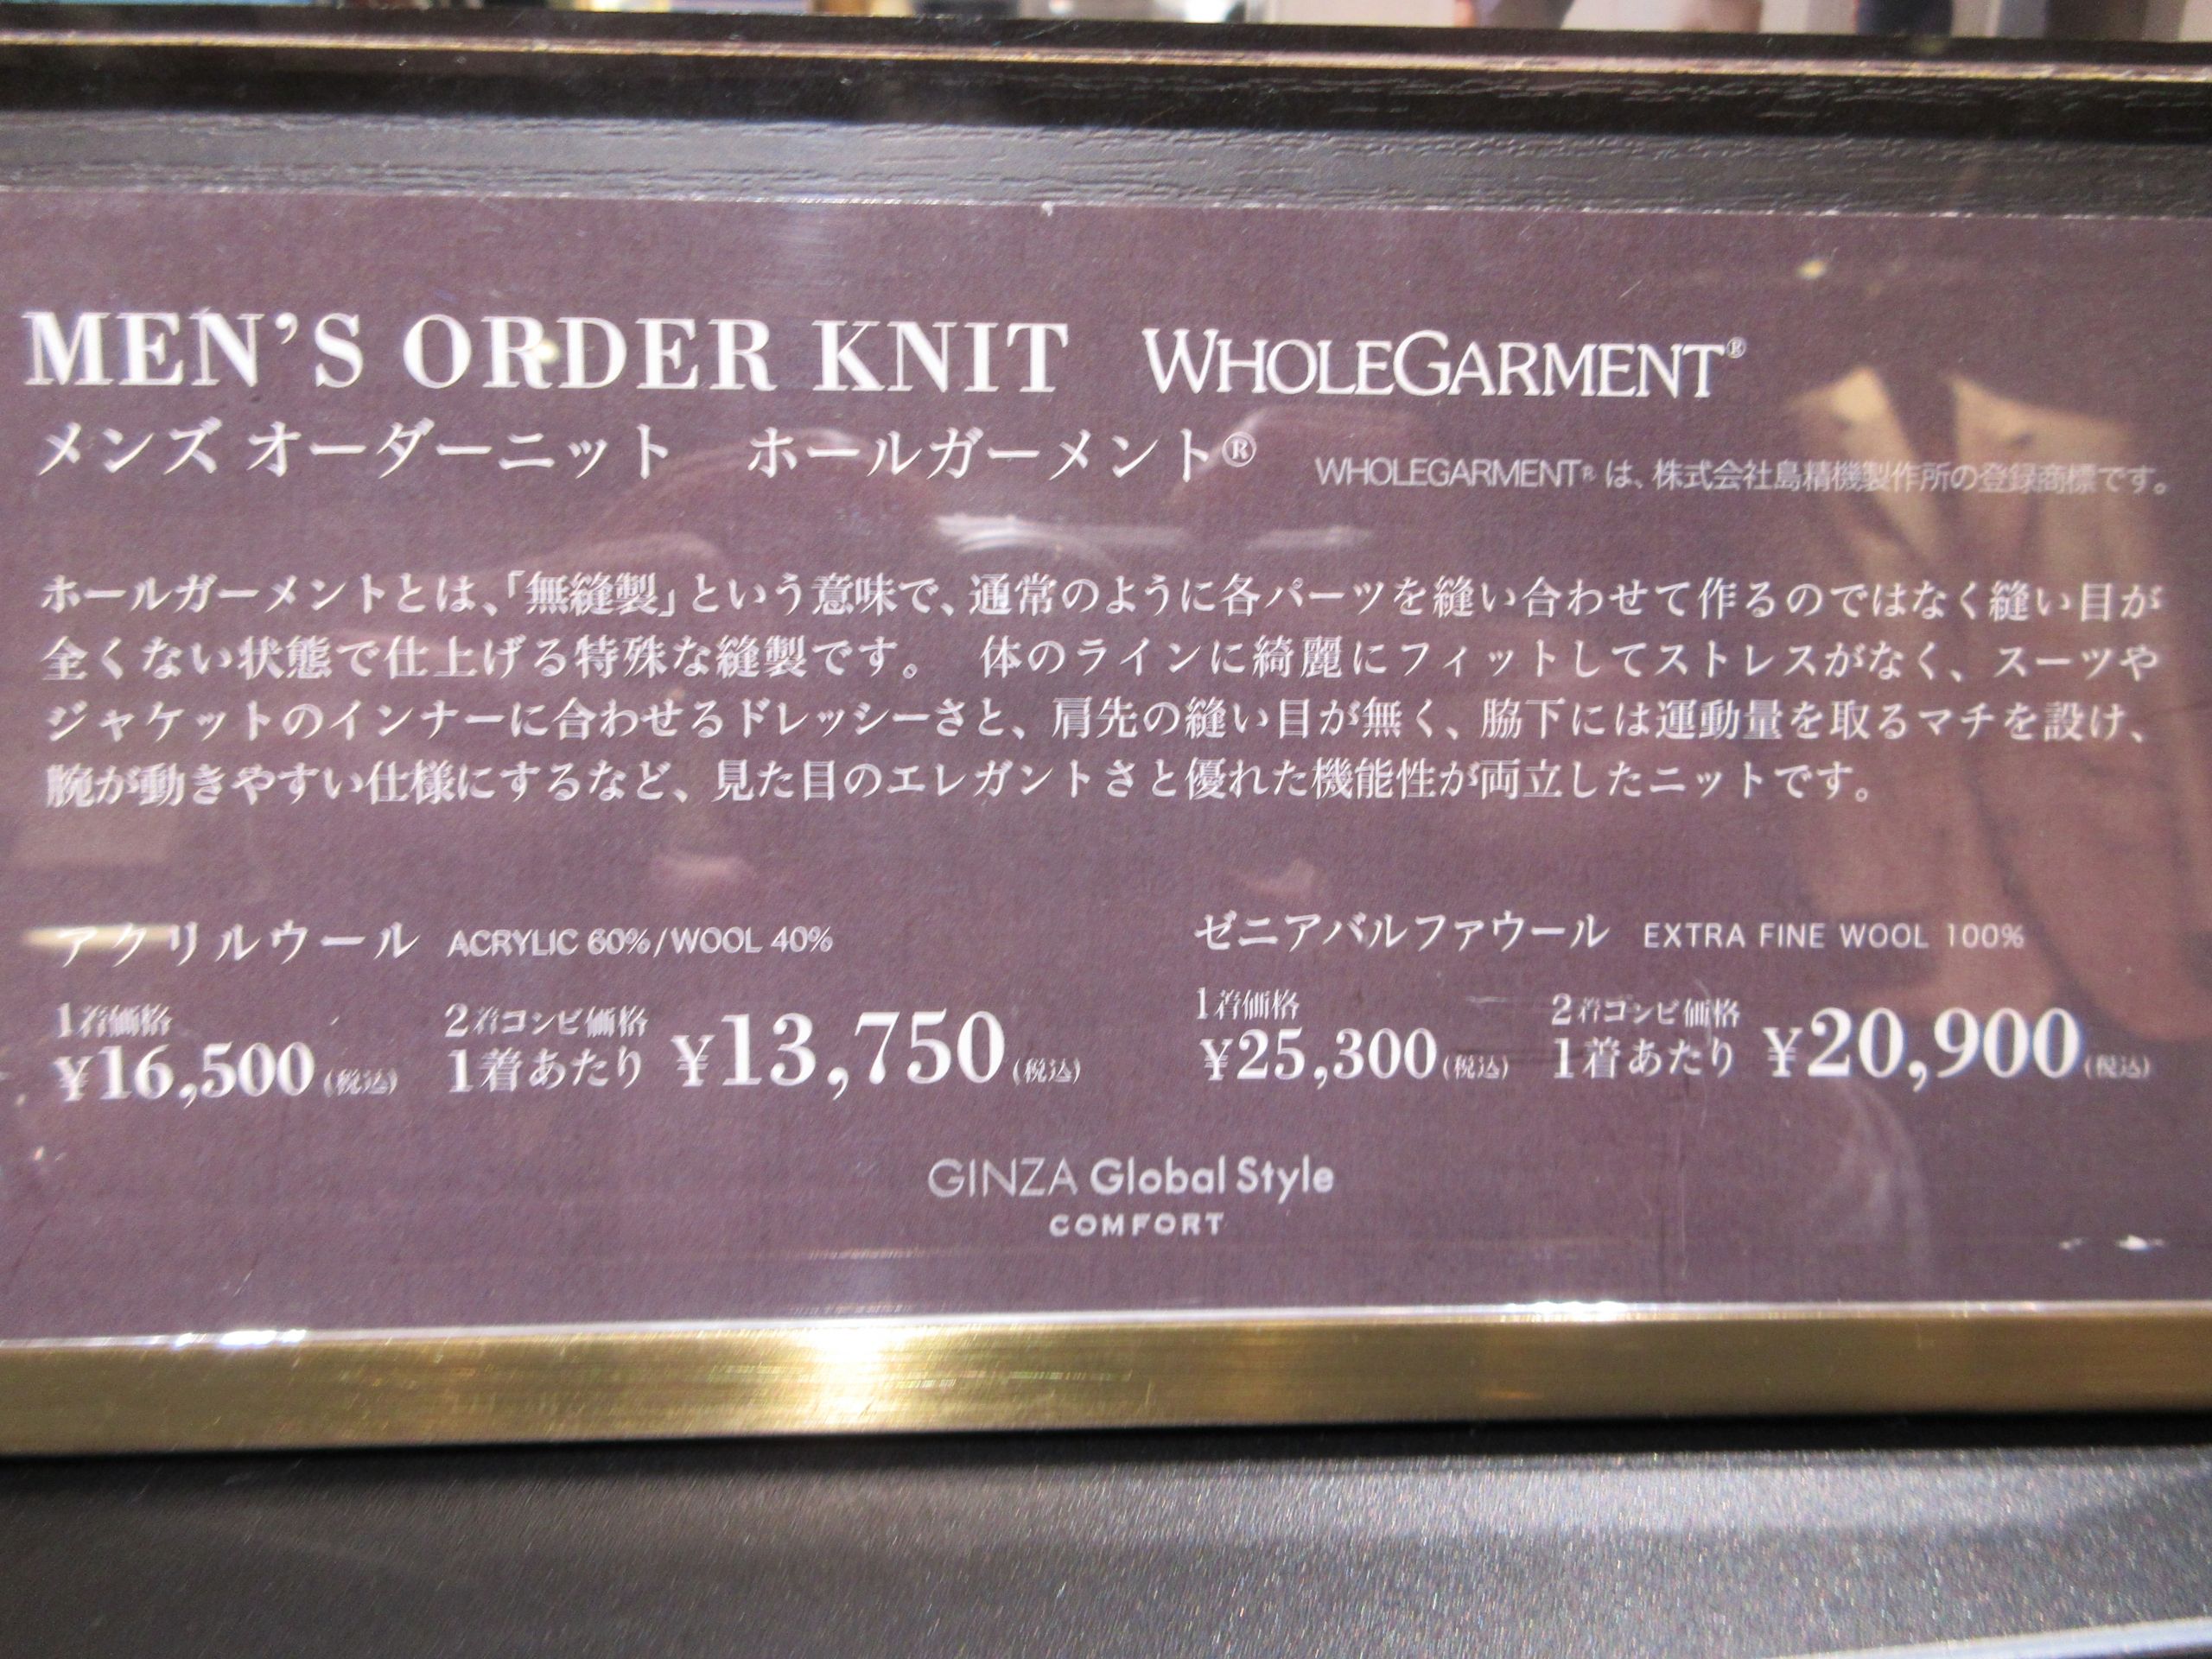 MEN'S ORDER KNIT WHOLEGARMENT®
メンズ オーダーニット ホールガーメント® WHOLEGARMENT® は、株式会社島精機製作所の登録商標です。
ホールガーメントとは、「無縫製」という意味で、通常のように各パーツを縫い合わせて作るのではなく縫い目が
全くない状態で仕上げる特殊な縫製です。 体のラインに綺麗にフィットしてストレスがなく、スーツや
ジャケットのインナーに合わせるドレッシーさと、肩先の縫い目が無く、脇下には運動量を取るマチを設け、
腕が動きやすい仕様にするなど、見た目のエレガントさと優れた機能性が両立したニットです。
アクリルウール ACRYLIC 60%/WOOL 40%
1着価格
¥16,500(税込)
2着コンビ価格
1着あたり ¥13,750(税込)
ゼニアバルファウール EXTRA FINE WOOL 100%
1着価格
¥25,300(税込)
2着コンビ価格
1着あたり ¥20,900(税込)
GINZA Global Style
COMFORT